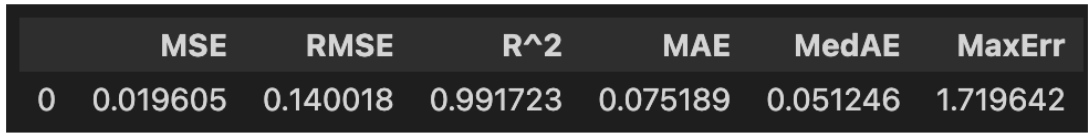 MSE RMSE R^2 MAE MedAE MaxErr
0 0.019605 0.140018 0.991723 0.075189 0.051246 1.719642